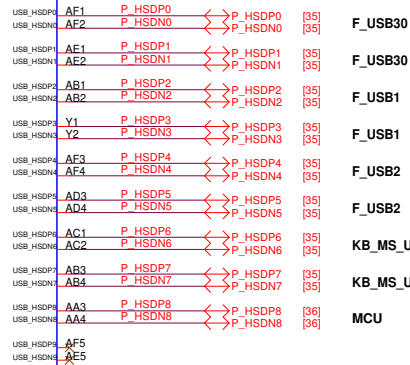 USB_HSDP0 AF1 P_HSDP0 P_HSDP0 [35]
USB_HSDN0 AF2 P_HSDN0 P_HSDN0 [35] F_USB30
USB_HSDP1 AE1 P_HSDP1 P_HSDP1 [35]
USB_HSDN1 AE2 P_HSDN1 P_HSDN1 [35] F_USB30
USB_HSDP2 AB1 P_HSDP2 P_HSDP2 [35]
USB_HSDN2 AB2 P_HSDN2 P_HSDN2 [35] F_USB1
USB_HSDP3 Y1 P_HSDP3 P_HSDP3 [35]
USB_HSDN3 Y2 P_HSDN3 P_HSDN3 [35] F_USB1
USB_HSDP4 AF3 P_HSDP4 P_HSDP4 [35]
USB_HSDN4 AF4 P_HSDN4 P_HSDN4 [35] F_USB2
USB_HSDP5 AD3 P_HSDP5 P_HSDP5 [35]
USB_HSDN5 AD4 P_HSDN5 P_HSDN5 [35] F_USB2
USB_HSDP6 AC1 P_HSDP6 P_HSDP6 [35]
USB_HSDN6 AC2 P_HSDN6 P_HSDN6 [35] KB_MS_U
USB_HSDP7 AB3 P_HSDP7 P_HSDP7 [35]
USB_HSDN7 AB4 P_HSDN7 P_HSDN7 [35] KB_MS_U
USB_HSDP8 AA3 P_HSDP8 P_HSDP8 [36]
USB_HSDN8 AA4 P_HSDN8 P_HSDN8 [36] MCU
USB_HSDP9 AF5
USB_HSDN9 AE5